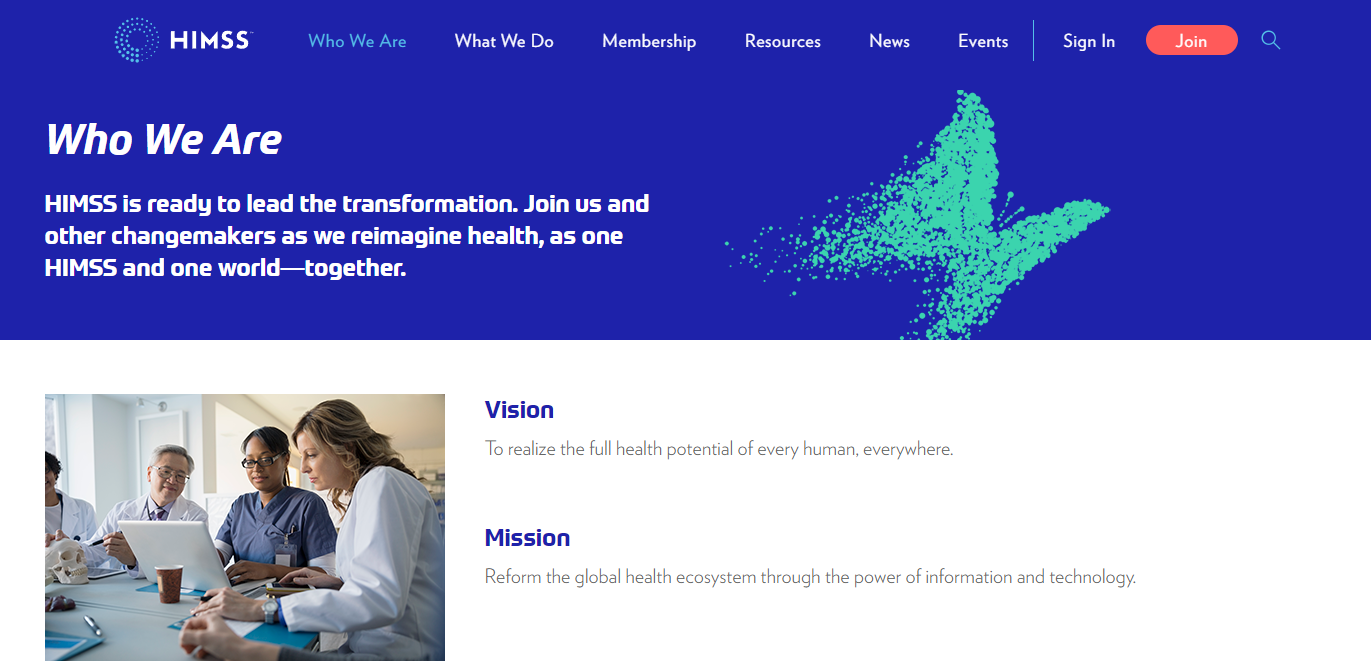 HIMSS™
Who We Are
What We Do
Membership
Resources
News
Events
Sign In
Join
Who We Are
HIMSS is ready to lead the transformation. Join us and
other changemakers as we reimagine health, as one
HIMSS and one world—together.
Vision
To realize the full health potential of every human, everywhere.
Mission
Reform the global health ecosystem through the power of information and technology.